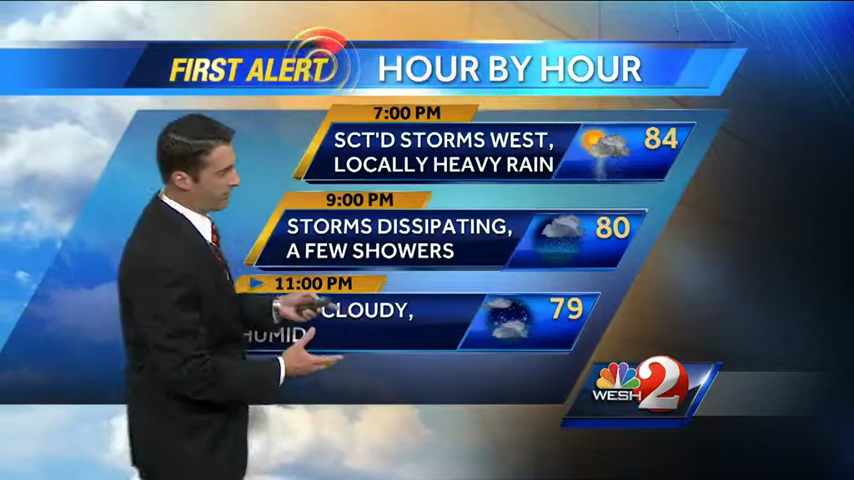 FIRST ALERT HOUR BY HOUR
7:00 PM
SCT'D STORMS WEST,
LOCALLY HEAVY RAIN
84
9:00 PM
STORMS DISSIPATING,
A FEW SHOWERS
80
11:00 PM
CLOUDY,
HUMID
79
WESH 2